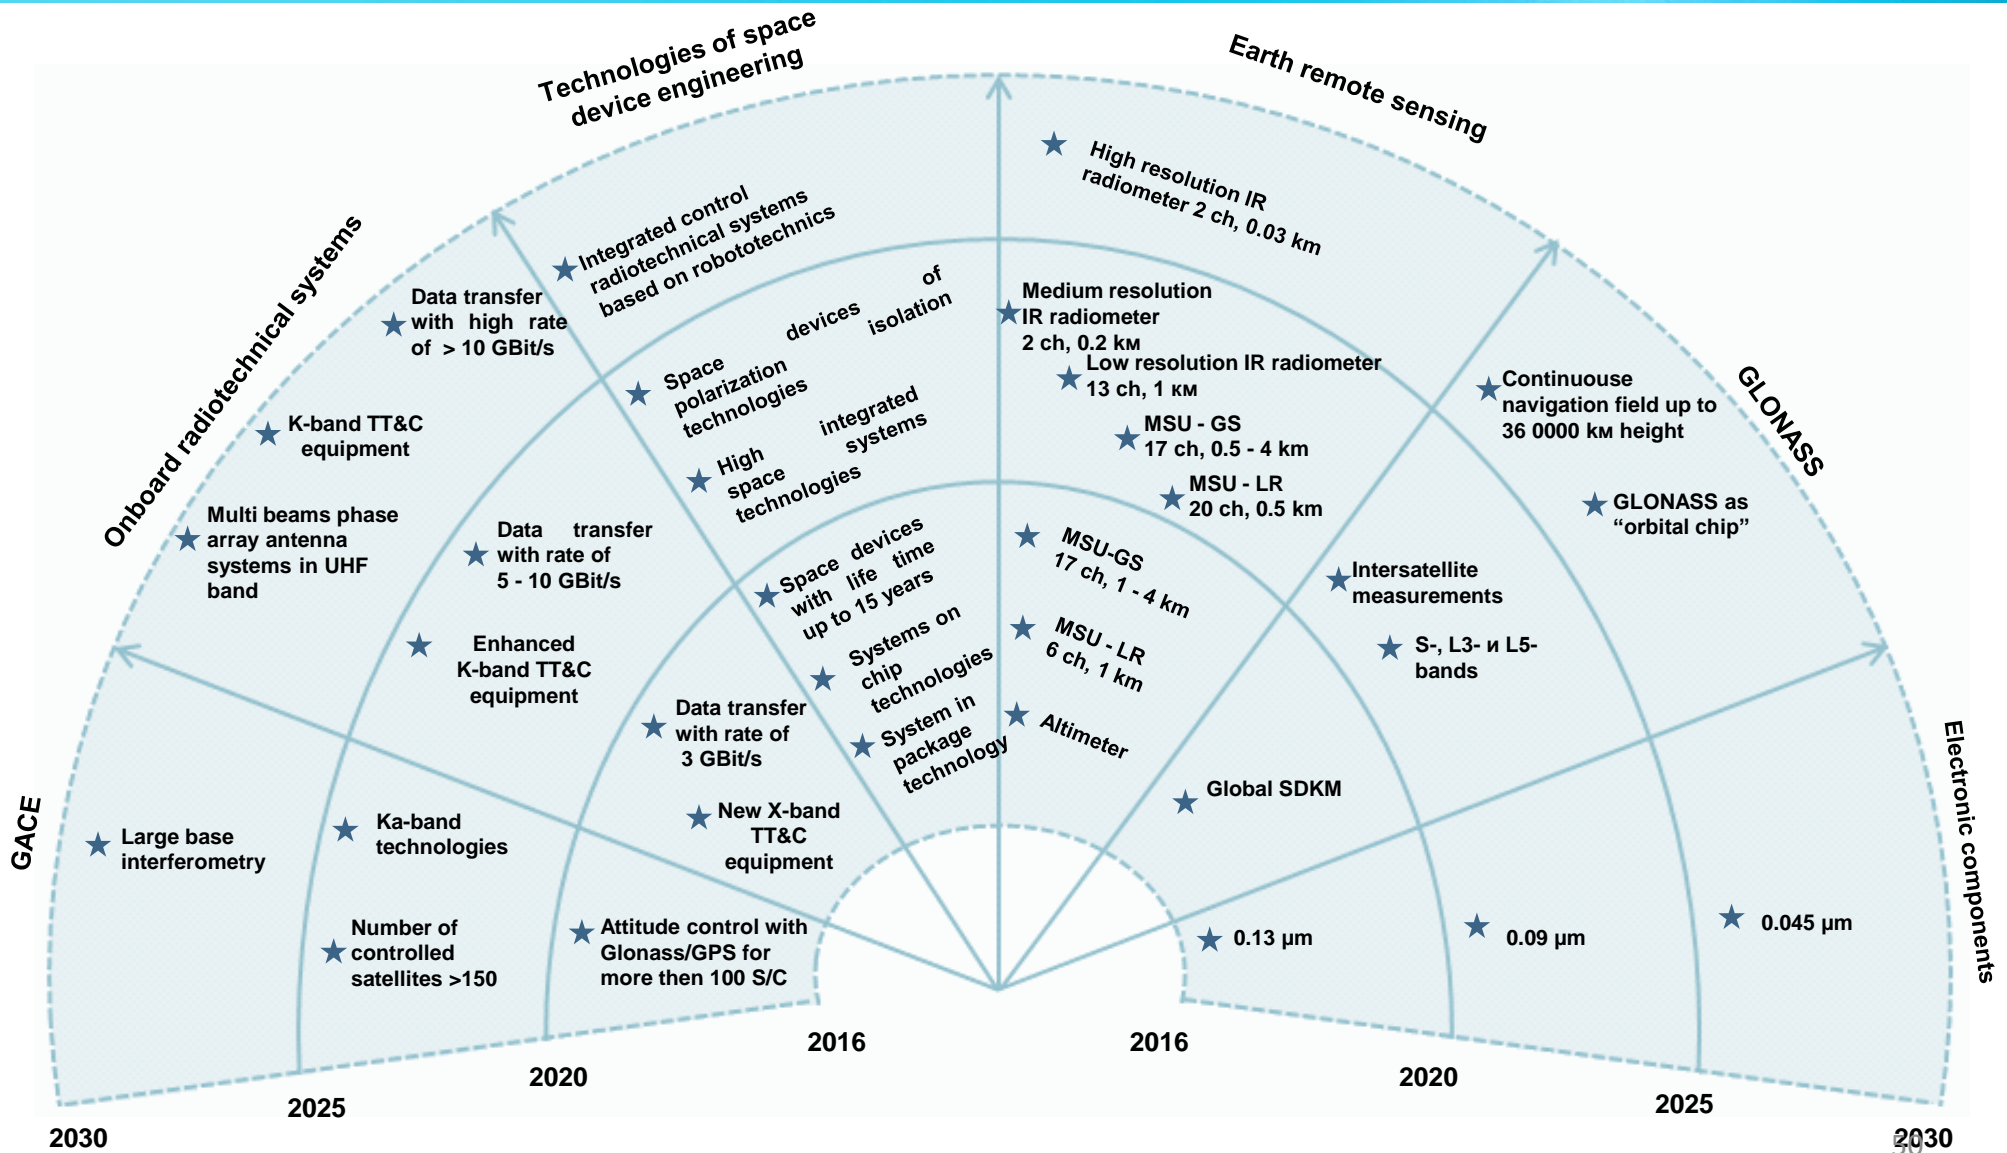 Technologies of space
device engineering
Earth remote sensing
Onboard radiotechnical systems
GLONASS
GACE
Electronic components
Integrated control
radiotechnical systems
based on robototechnics
High resolution IR
radiometer 2 ch, 0.03 km
Data transfer
with high rate
of > 10 GBit/s
K-band TT&C
equipment
Multi beams phase
array antenna
systems in UHF
band
Space devices of
polarization isolation
technologies
High integrated
space systems
technologies
Medium resolution
IR radiometer
2 ch, 0.2 км
Low resolution IR radiometer
13 ch, 1 км
MSU - GS
17 ch, 0.5 - 4 km
MSU - LR
20 ch, 0.5 km
Continuouse
navigation field up to
36 0000 км height
GLONASS as
“orbital chip”
Data transfer
with rate of
5 - 10 GBit/s
Enhanced
K-band TT&C
equipment
Space devices
with life time
up to 15 years
Systems on
chip
technologies
System in
package
technology
MSU-GS
17 ch, 1 - 4 km
MSU - LR
6 ch, 1 km
Altimeter
Intersatellite
measurements
S-, L3- и L5-
bands
Data transfer
with rate of
3 GBit/s
New X-band
TT&C
equipment
Global SDKM
Large base
interferometry
Ka-band
technologies
Number of
controlled
satellites >150
Attitude control with
Glonass/GPS for
more then 100 S/C
0.13 µm
0.09 µm
0.045 µm
2016
2016
2020
2020
2025
2025
2030
2030
50